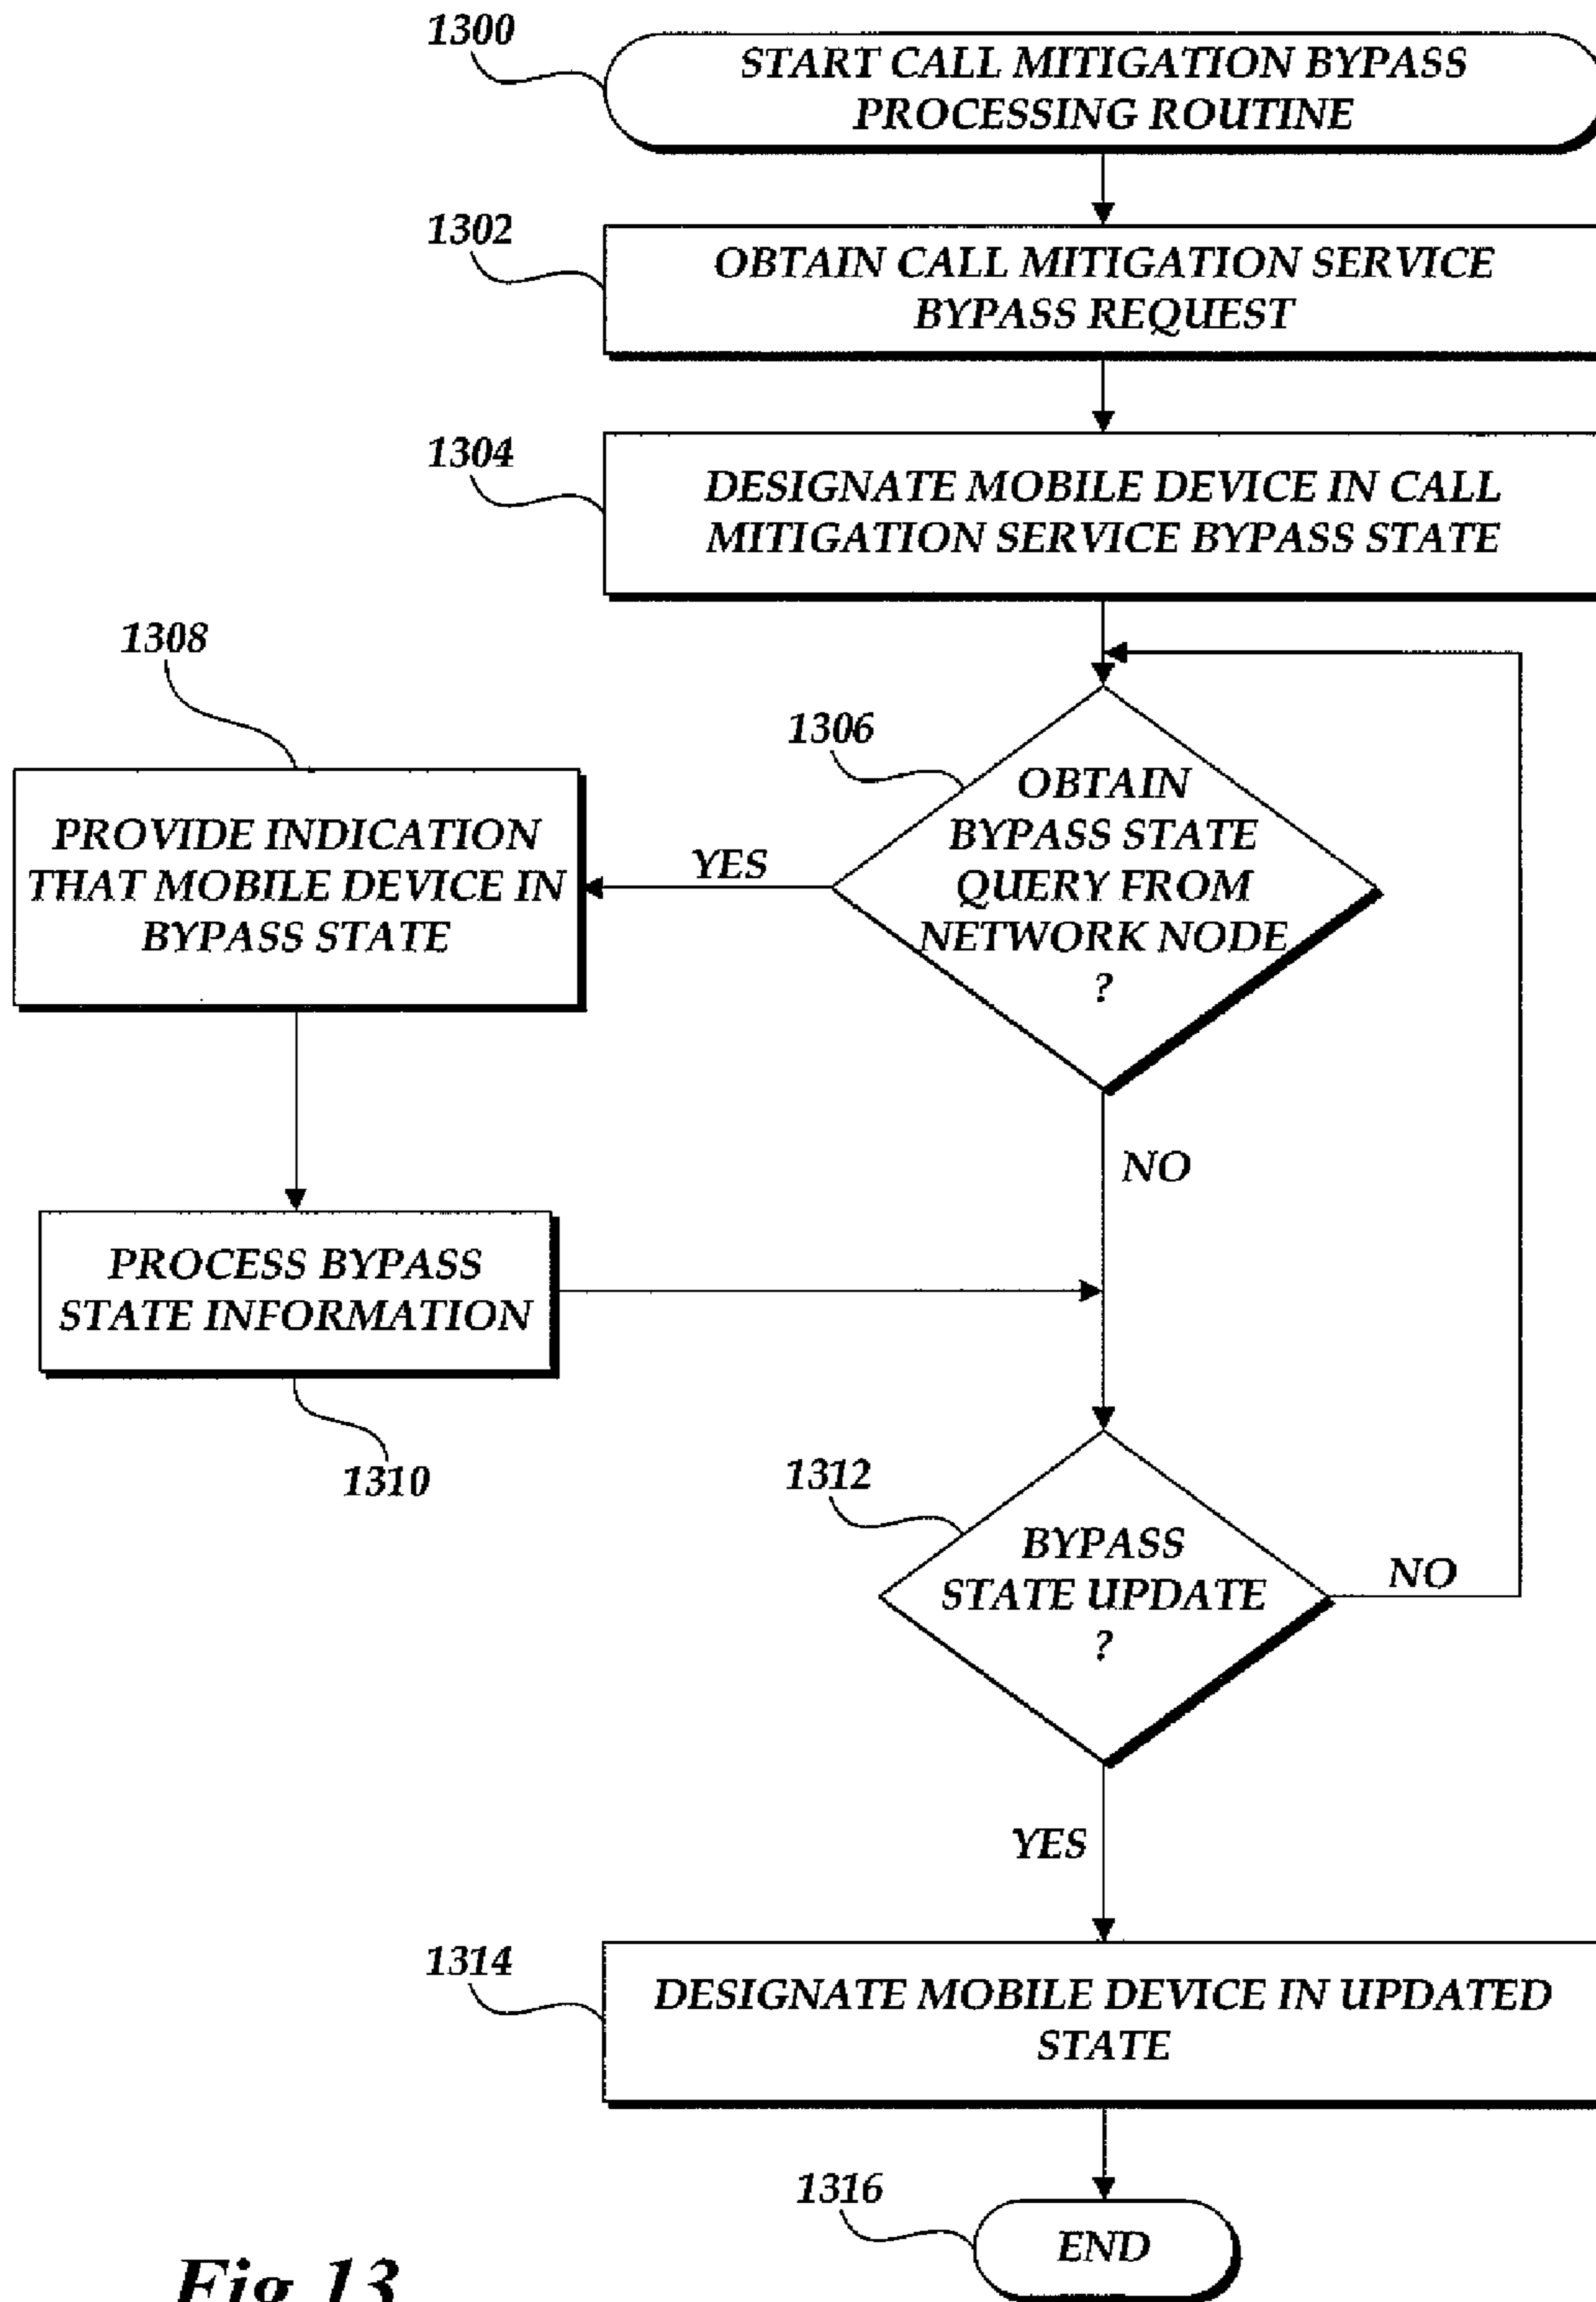 1300
START CALL MITIGATION BYPASS
PROCESSING ROUTINE
1302
OBTAIN CALL MITIGATION SERVICE
BYPASS REQUEST
1304
DESIGNATE MOBILE DEVICE IN CALL
MITIGATION SERVICE BYPASS STATE
1308
1306
OBTAIN
BYPASS STATE
QUERY FROM
NETWORK NODE
?
YES
PROVIDE INDICATION
THAT MOBILE DEVICE IN
BYPASS STATE
NO
PROCESS BYPASS
STATE INFORMATION
1310
1312
BYPASS
STATE UPDATE
?
NO
YES
1314
DESIGNATE MOBILE DEVICE IN UPDATED
STATE
1316
END
Fig 13